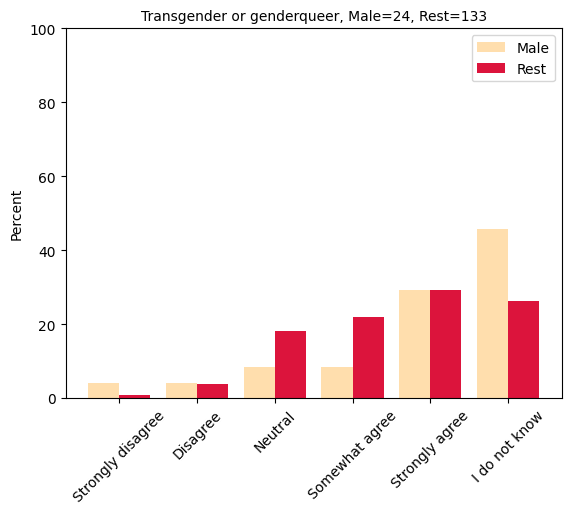 Transgender or genderqueer, Male=24, Rest=133
Male
Rest
Percent
100
80
60
40
20
0
Strongly disagree
Disagree
Neutral
Somewhat agree
Strongly agree
I do not know